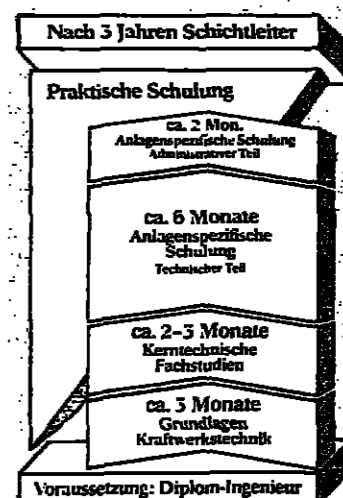 Nach 3 Jahren Schichtleiter
Praktische Schulung
ca. 2 Mon.
Anlagenspezifische Schulung
Administrativer Teil
ca. 6 Monate
Anlagenspezifische
Schulung
Technischer Teil
ca. 2-3 Monate
Kerntechnische
Fachstudien
ca. 3 Monate
Grundlagen
Kraftwerkstechnik
Voraussetzung: Diplom-Ingenieur